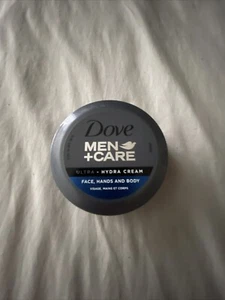 Dove
MEN
+CARE
ULTRA + HYDRA CREAM
FACE, HANDS AND BODY
VISAGE, MAINS ET CORPS